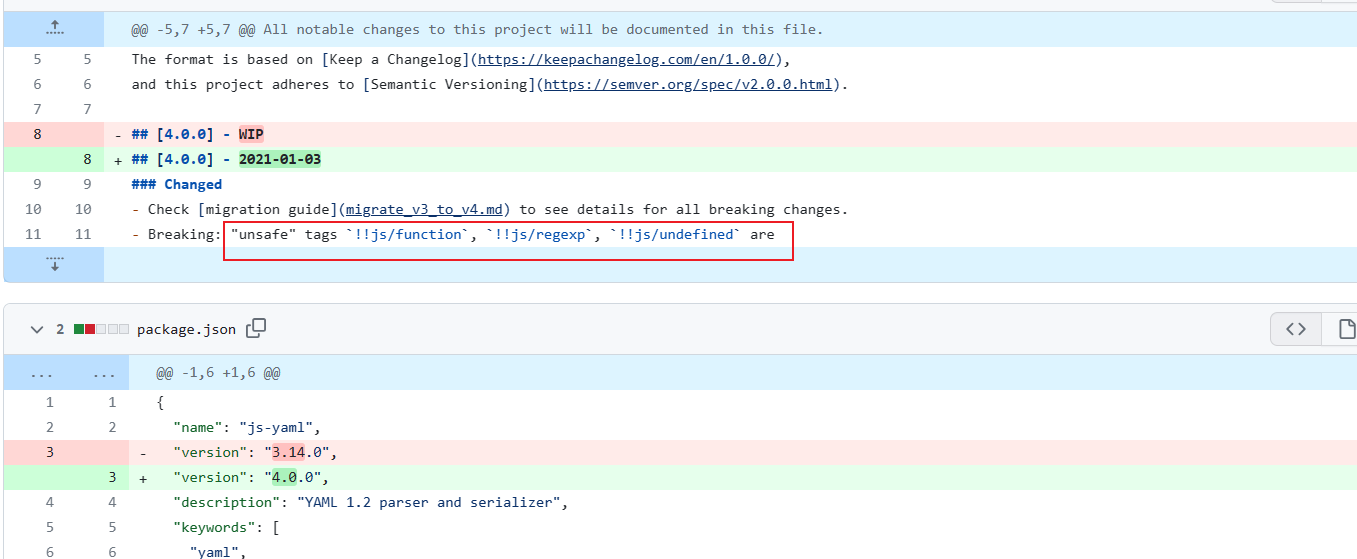 @@ -5,7 +5,7 @@ All notable changes to this project will be documented in this file.
5 5 The format is based on [Keep a Changelog](https://keepachangelog.com/en/1.0.0/),
6 6 and this project adheres to [Semantic Versioning](https://semver.org/spec/v2.0.0.html).
7 7
8 - ## [4.0.0] - WIP
8 + ## [4.0.0] - 2021-01-03
9 9 ### Changed
10 10 - Check [migration guide](migrate_v3_to_v4.md) to see details for all breaking changes.
11 11 - Breaking: "unsafe" tags `!!js/function`, `!!js/regexp`, `!!js/undefined` are
2 package.json
... ... @@ -1,6 +1,6 @@
1 1 {
2 2 "name": "js-yaml",
3 - "version": "3.14.0",
3 + "version": "4.0.0",
4 4 "description": "YAML 1.2 parser and serializer",
5 5 "keywords": [
6 6 "yaml",